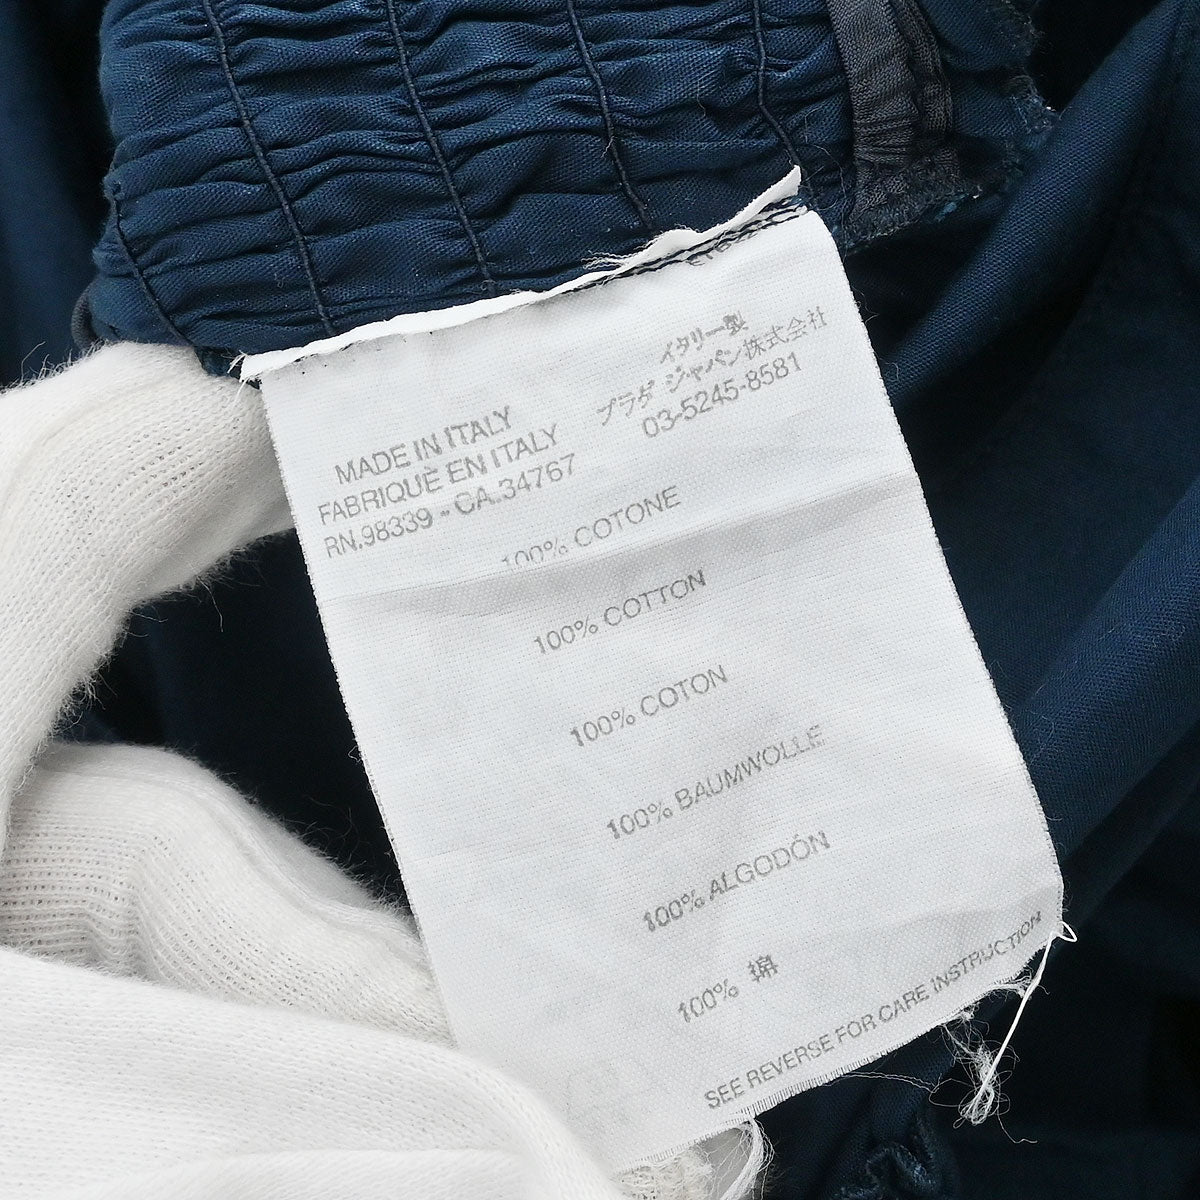 イタリー製
プラダ ジャパン株式会社
03-5245-8581
MADE IN ITALY
FABRIQUÈ EN ITALY
RN.98339 - CA.34767
100% COTONE
100% COTTON
100% COTON
100% BAUMWOLLE
100% ALGODÓN
100% 綿
SEE REVERSE FOR CARE INSTRUCTION